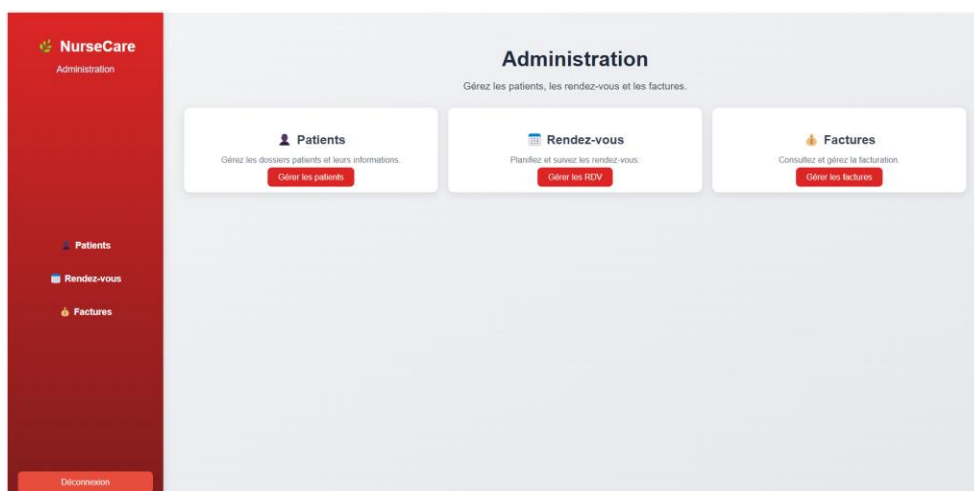 NurseCare
Administration
Patients
Rendez-vous
Factures
Déconnexion
Administration
Gérez les patients, les rendez-vous et les factures.
Patients
Gérez les dossiers patients et leurs informations.
Gérer les patients
Rendez-vous
Planifiez et suivez les rendez-vous.
Gérer les RDV
Factures
Consultez et gérez la facturation
Gérer les factures